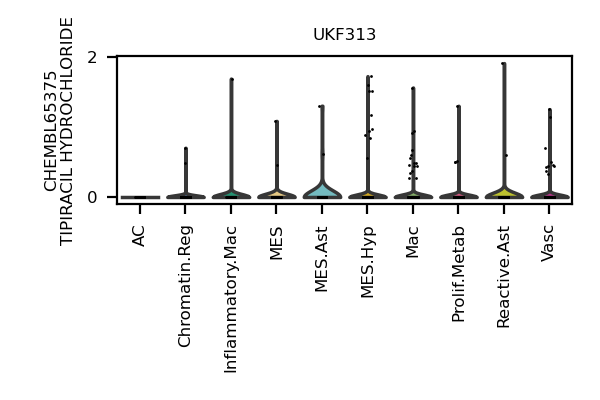 UKF313
CHEMBL65375
TIPIRACIL HYDROCHLORIDE
2
0
AC
Chromatin.Reg
Inflammatory.Mac
MES
MES.Ast
MES.Hyp
Mac
Prolif.Metab
Reactive.Ast
Vasc